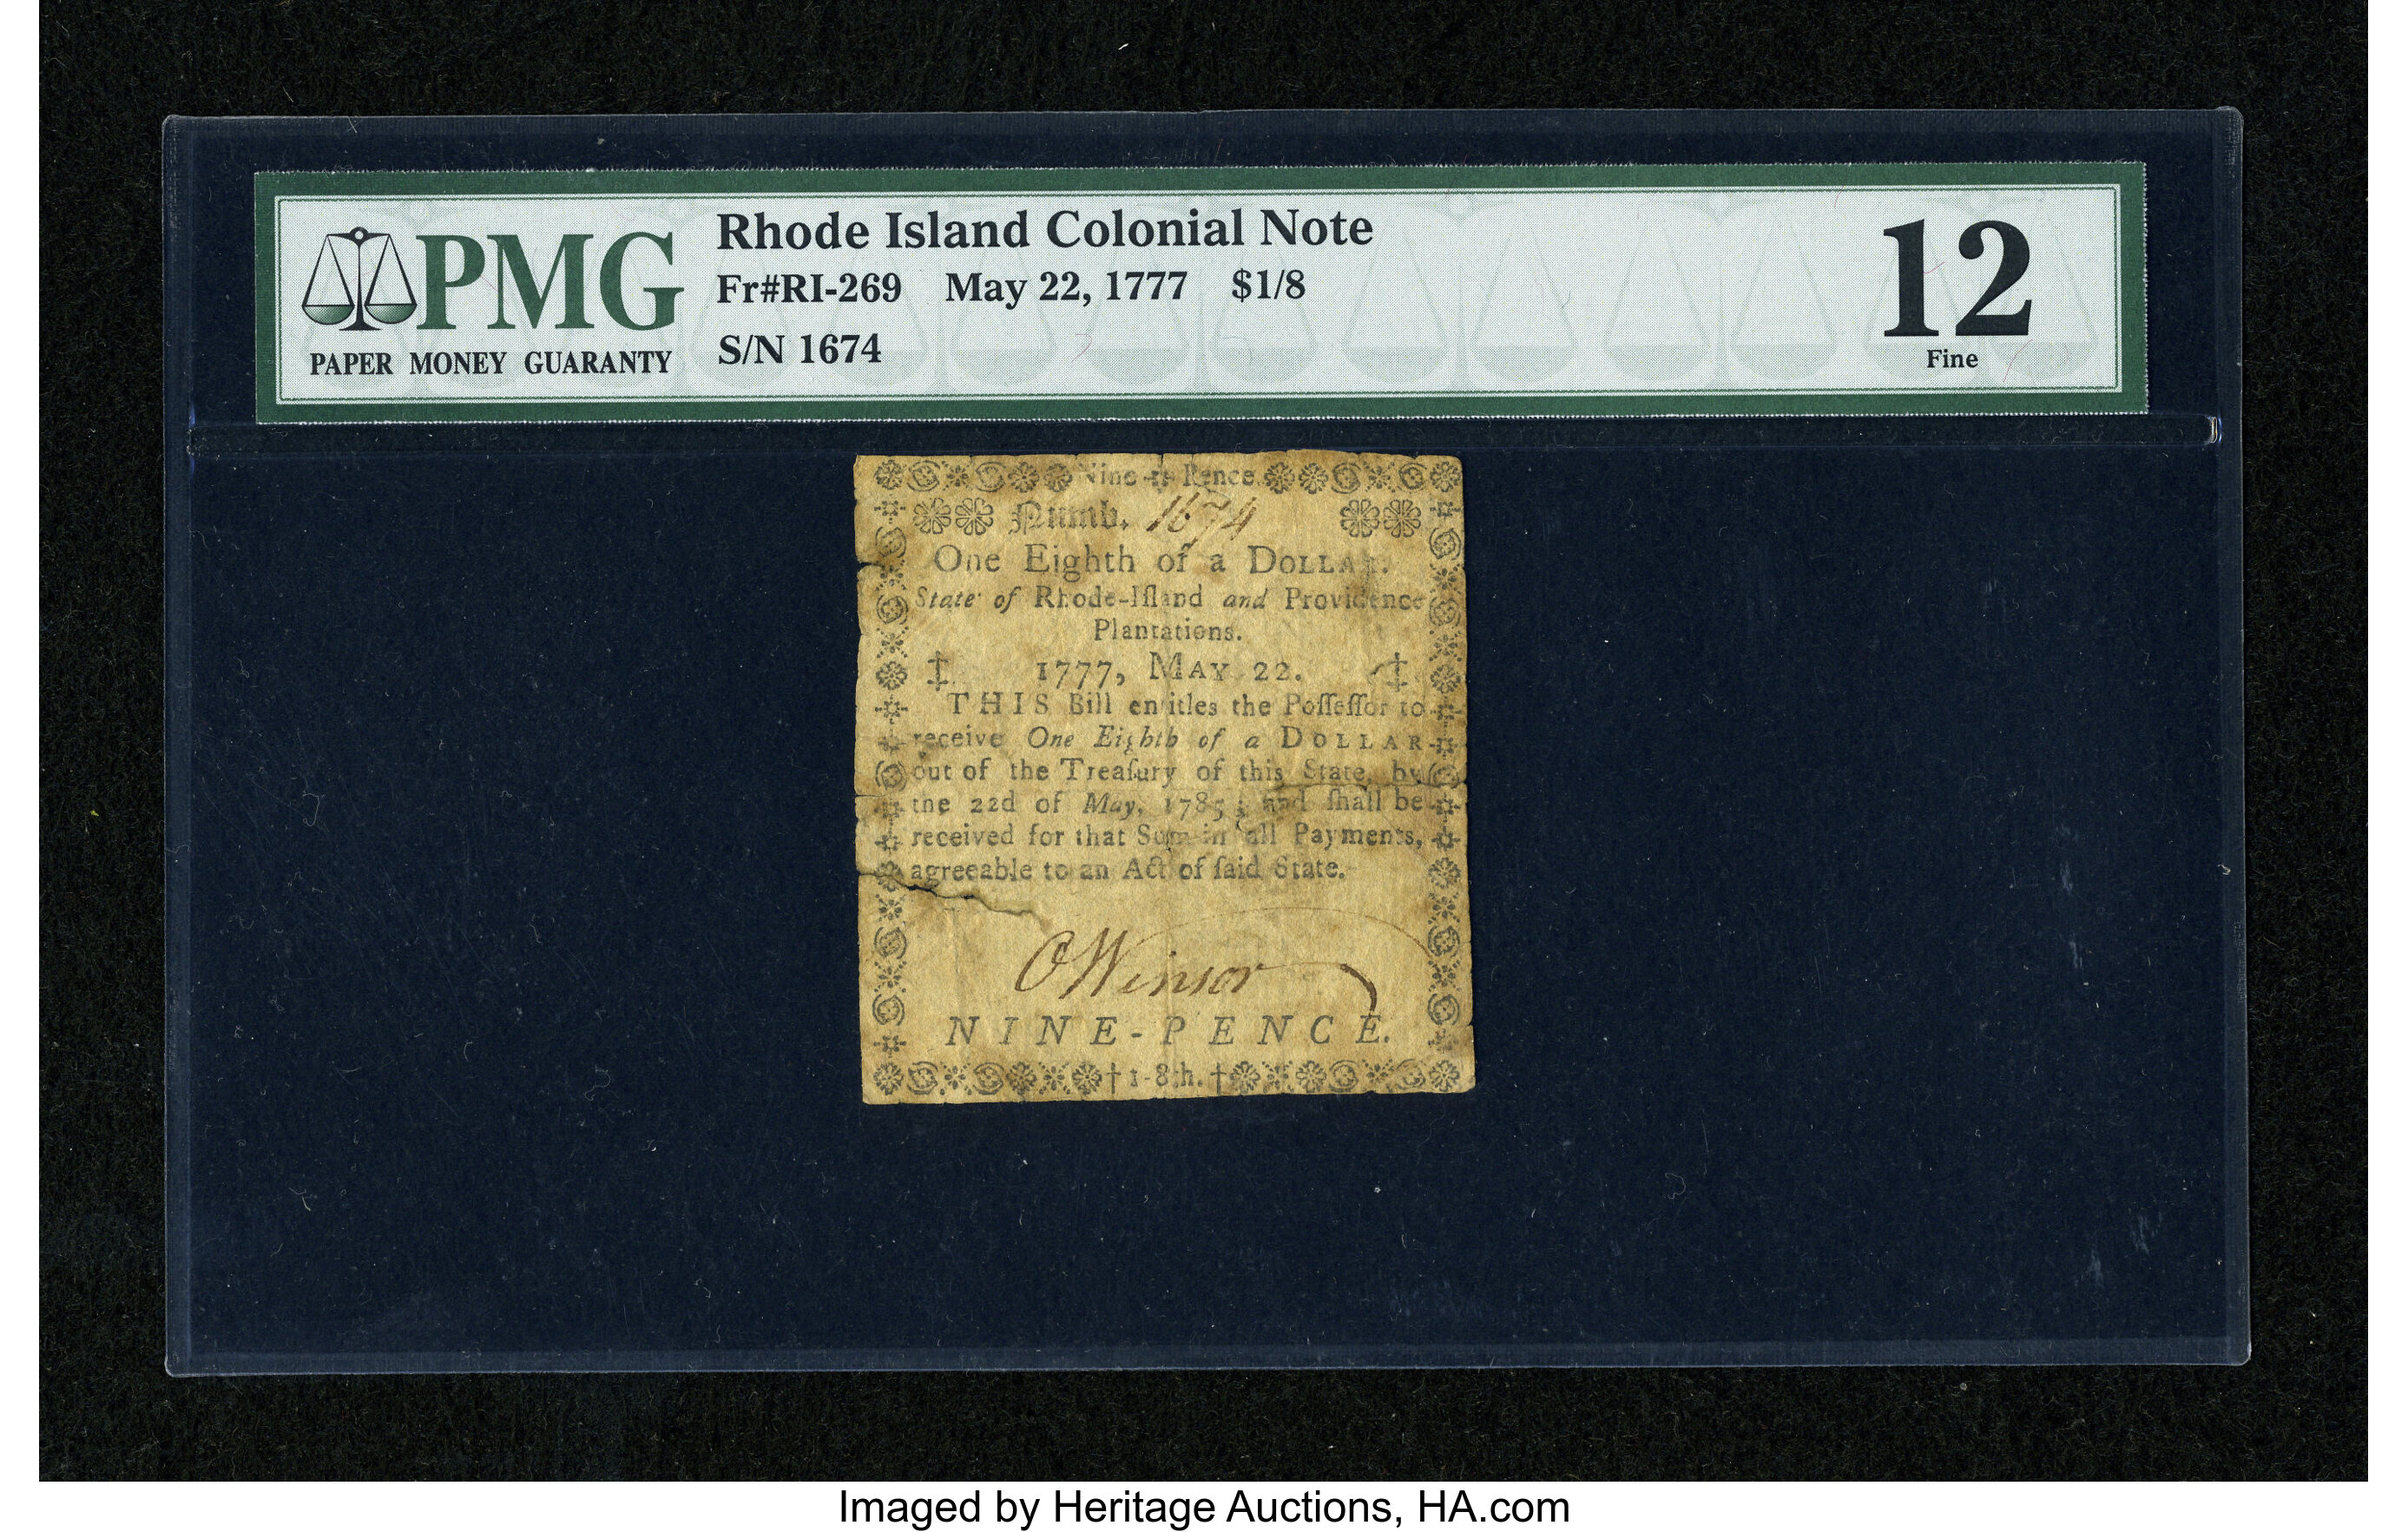 PMG
PAPER MONEY GUARANTY
Rhode Island Colonial Note
Fr#RI-269 May 22, 1777 $1/8
S/N 1674
12
Fine
Nine Pence
Numb. 1674
One Eighth of a DOLLAR.
State of Rhode-Iſland and Providence
Plantations.
1777, MAY 22.
THIS Bill entitles the Poſſeſſor to
receive One Eighth of a DOLLAR
out of the Treaſury of this State, by
the 22d of May, 1785; and ſhall be
received for that Sum in all Payments,
agreeable to an Act of ſaid State.
O Winsor
NINE-PENCE.
† 1-8th. †
Imaged by Heritage Auctions, HA.com